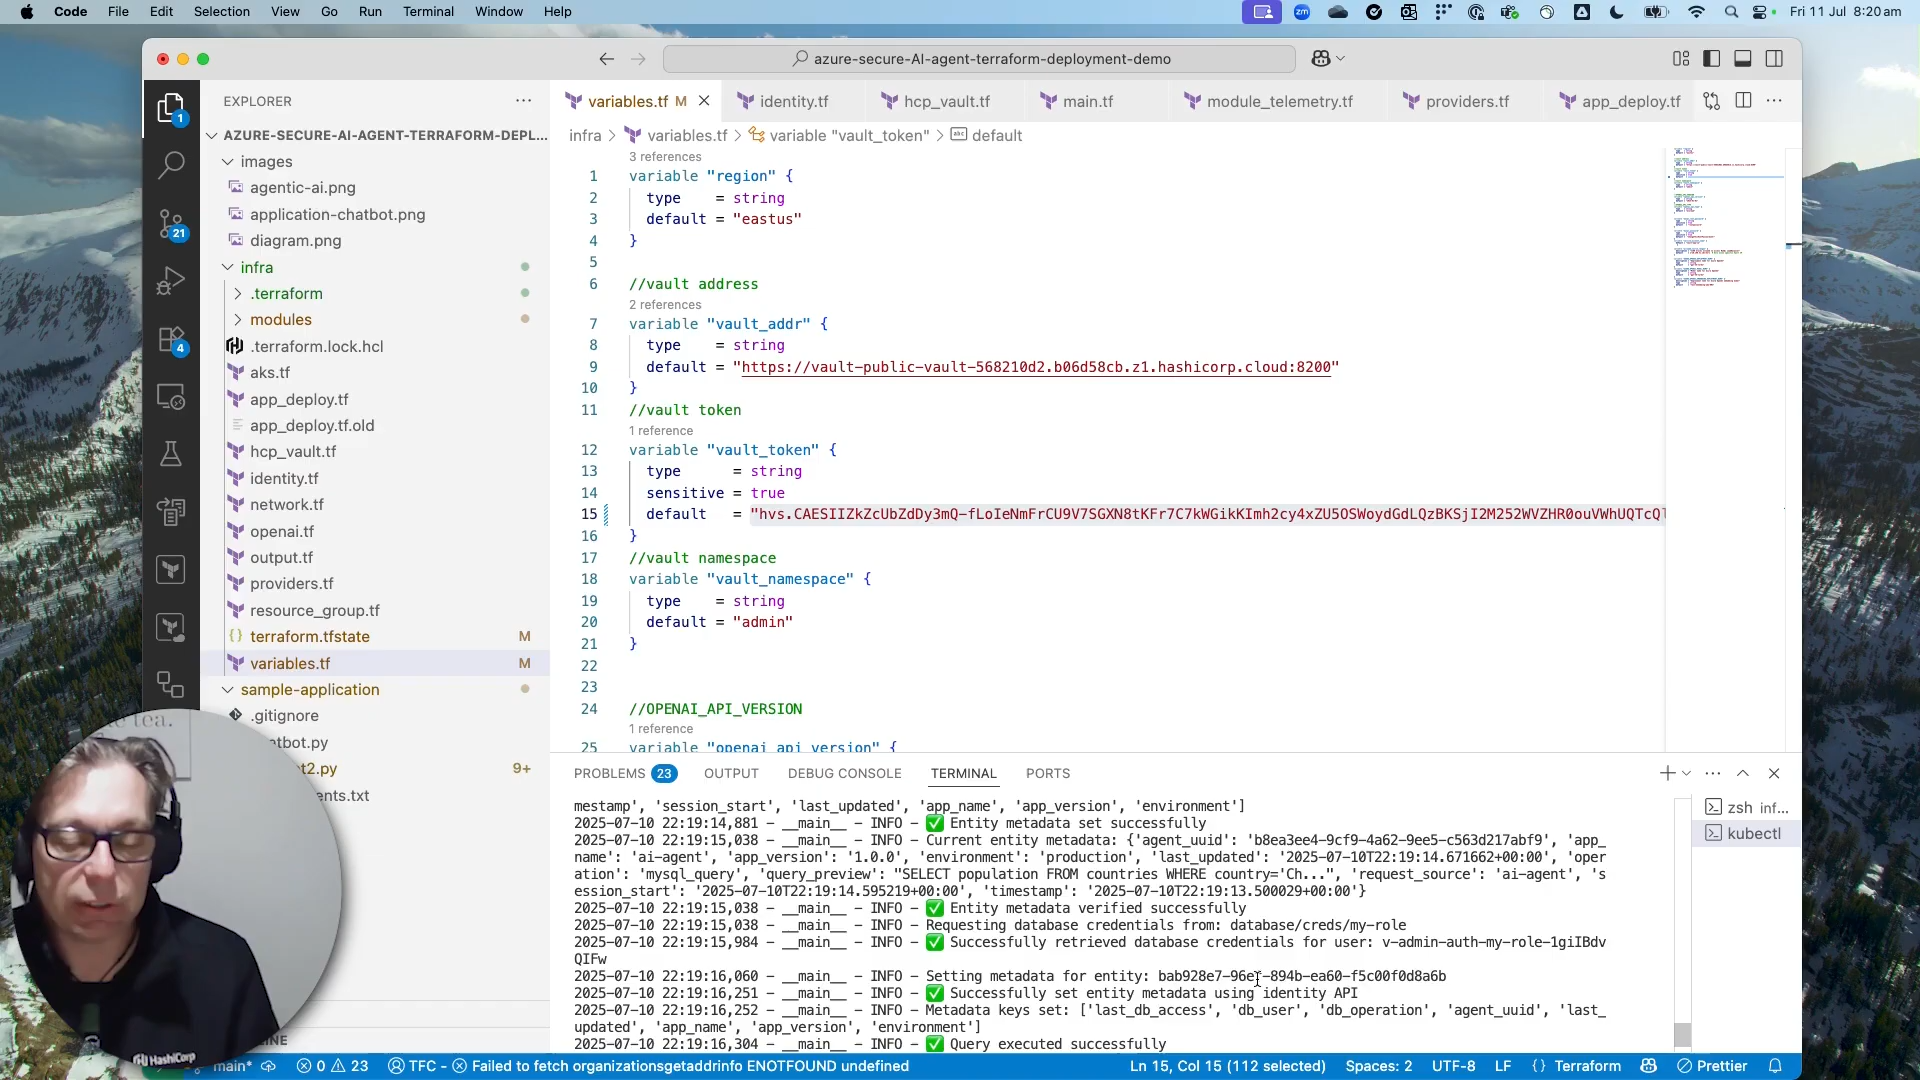 Code File Edit Selection View Go Run Terminal Window Help
zm
Fri 11 Jul 8:20 am
azure-secure-AI-agent-terraform-deployment-demo
EXPLORER
variables.tf M
identity.tf
hcp_vault.tf
main.tf
module_telemetry.tf
providers.tf
app_deploy.tf
infra > variables.tf > variable "vault_token" > default
1
21
4
AZURE-SECURE-AI-AGENT-TERRAFORM-DEPL...
images
agentic-ai.png
application-chatbot.png
diagram.png
infra
.terraform
modules
.terraform.lock.hcl
aks.tf
app_deploy.tf
app_deploy.tf.old
hcp_vault.tf
identity.tf
network.tf
openai.tf
output.tf
providers.tf
resource_group.tf
terraform.tfstate M
variables.tf M
sample-application
.gitignore
tbot.py
t2.py 9+
ents.txt
tea.
HashiCorp
3 references
1 variable "region" {
2 type = string
3 default = "eastus"
4 }
5
6 //vault address
2 references
7 variable "vault_addr" {
8 type = string
9 default = "https://vault-public-vault-568210d2.b06d58cb.z1.hashicorp.cloud:8200"
10 }
11 //vault token
1 reference
12 variable "vault_token" {
13 type = string
14 sensitive = true
15 default = "hvs.CAESIIZkZcUbZdDy3mQ-fLoIeNmFrCU9V7SGXN8tKFr7C7kWGikKImh2cy4xZU5OSWoydGdLQzBKSjI2M252WVZHR0ouVWhUQTcQl
16 }
17 //vault namespace
18 variable "vault_namespace" {
19 type = string
20 default = "admin"
21 }
22
23
24 //OPENAI_API_VERSION
1 reference
25 variable "openai_api_version" {
PROBLEMS 23 OUTPUT DEBUG CONSOLE TERMINAL PORTS
zsh inf...
kubectl
mestamp', 'session_start', 'last_updated', 'app_name', 'app_version', 'environment']
2025-07-10 22:19:14,881 - __main__ - INFO - ✅ Entity metadata set successfully
2025-07-10 22:19:15,038 - __main__ - INFO - Current entity metadata: {'agent_uuid': 'b8ea3ee4-9cf9-4a62-9ee5-c563d217abf9', 'app_
name': 'ai-agent', 'app_version': '1.0.0', 'environment': 'production', 'last_updated': '2025-07-10T22:19:14.671662+00:00', 'oper
ation': 'mysql_query', 'query_preview': "SELECT population FROM countries WHERE country='Ch...", 'request_source': 'ai-agent', 's
ession_start': '2025-07-10T22:19:14.595219+00:00', 'timestamp': '2025-07-10T22:19:13.500029+00:00'}
2025-07-10 22:19:15,038 - __main__ - INFO - ✅ Entity metadata verified successfully
2025-07-10 22:19:15,038 - __main__ - INFO - Requesting database credentials from: database/creds/my-role
2025-07-10 22:19:15,984 - __main__ - INFO - ✅ Successfully retrieved database credentials for user: v-admin-auth-my-role-1giIBdv
QIFw
2025-07-10 22:19:16,060 - __main__ - INFO - Setting metadata for entity: bab928e7-96e-894b-ea60-f5c00f0d8a6b
2025-07-10 22:19:16,251 - __main__ - INFO - ✅ Successfully set entity metadata using identity API
2025-07-10 22:19:16,252 - __main__ - INFO - Metadata keys set: ['last_db_access', 'db_user', 'db_operation', 'agent_uuid', 'last_
updated', 'app_name', 'app_version', 'environment']
2025-07-10 22:19:16,304 - __main__ - INFO - ✅ Query executed successfully
main* 0 23 TFC - Failed to fetch organizationsgetaddrinfo ENOTFOUND undefined
Ln 15, Col 15 (112 selected) Spaces: 2 UTF-8 LF {} Terraform Prettier